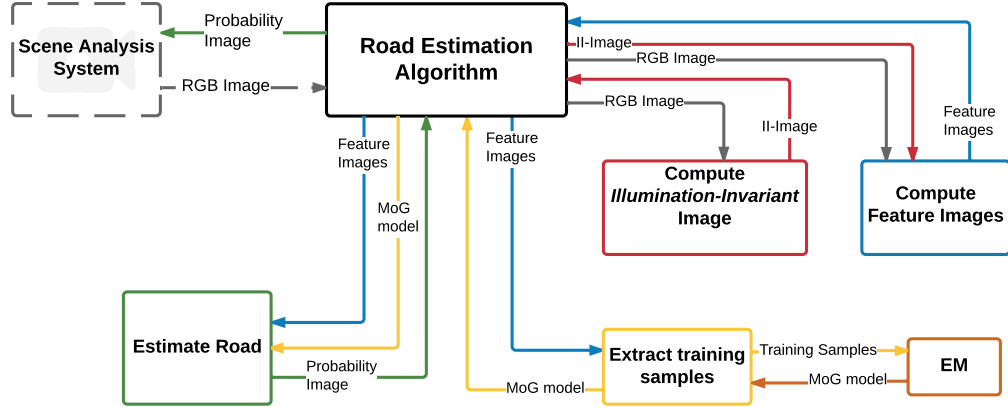 Scene Analysis
System
Probability
Image
RGB Image
Road Estimation
Algorithm
II-Image
RGB Image
RGB Image
II-Image
Feature
Images
Feature
Images
Feature
Images
MoG
model
Compute
Illumination-Invariant
Image
Compute
Feature Images
Estimate Road
Probability
Image
MoG model
Extract training
samples
Training Samples
MoG model
EM